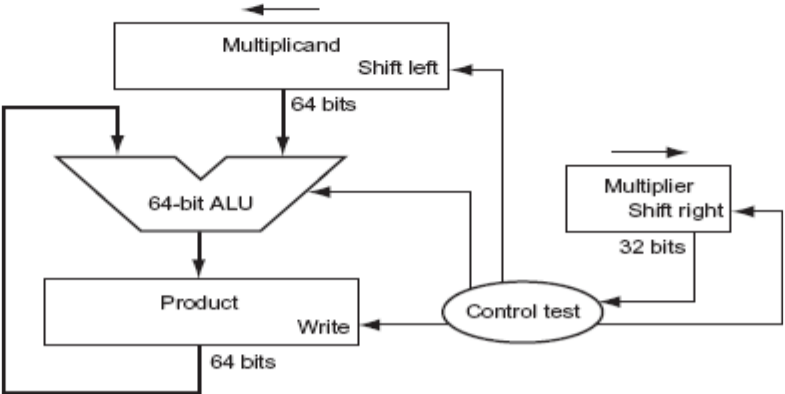 Multiplicand
Shift left
64 bits
64-bit ALU
Multiplier
Shift right
32 bits
Product
Write
Control test
64 bits